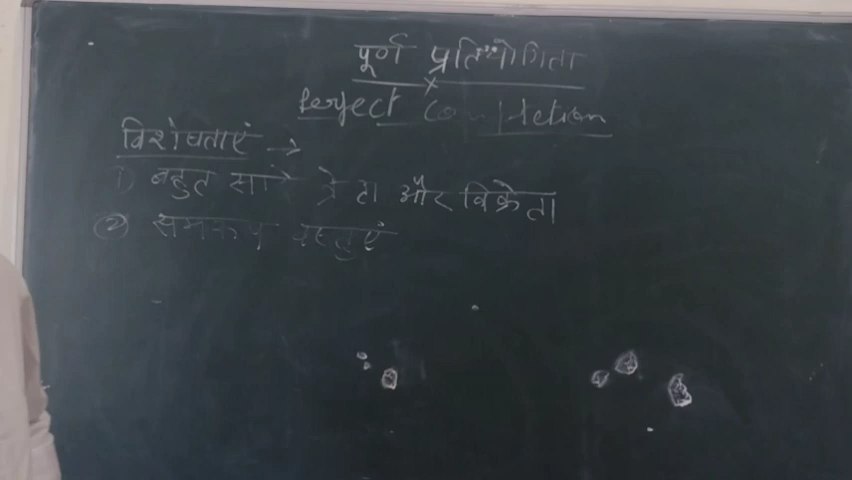 पूर्ण प्रतियोगिता
Perfect Competition
विशेषताएं →
1) बहुत सारे क्रेता और विक्रेता
② समरूप वस्तुएं